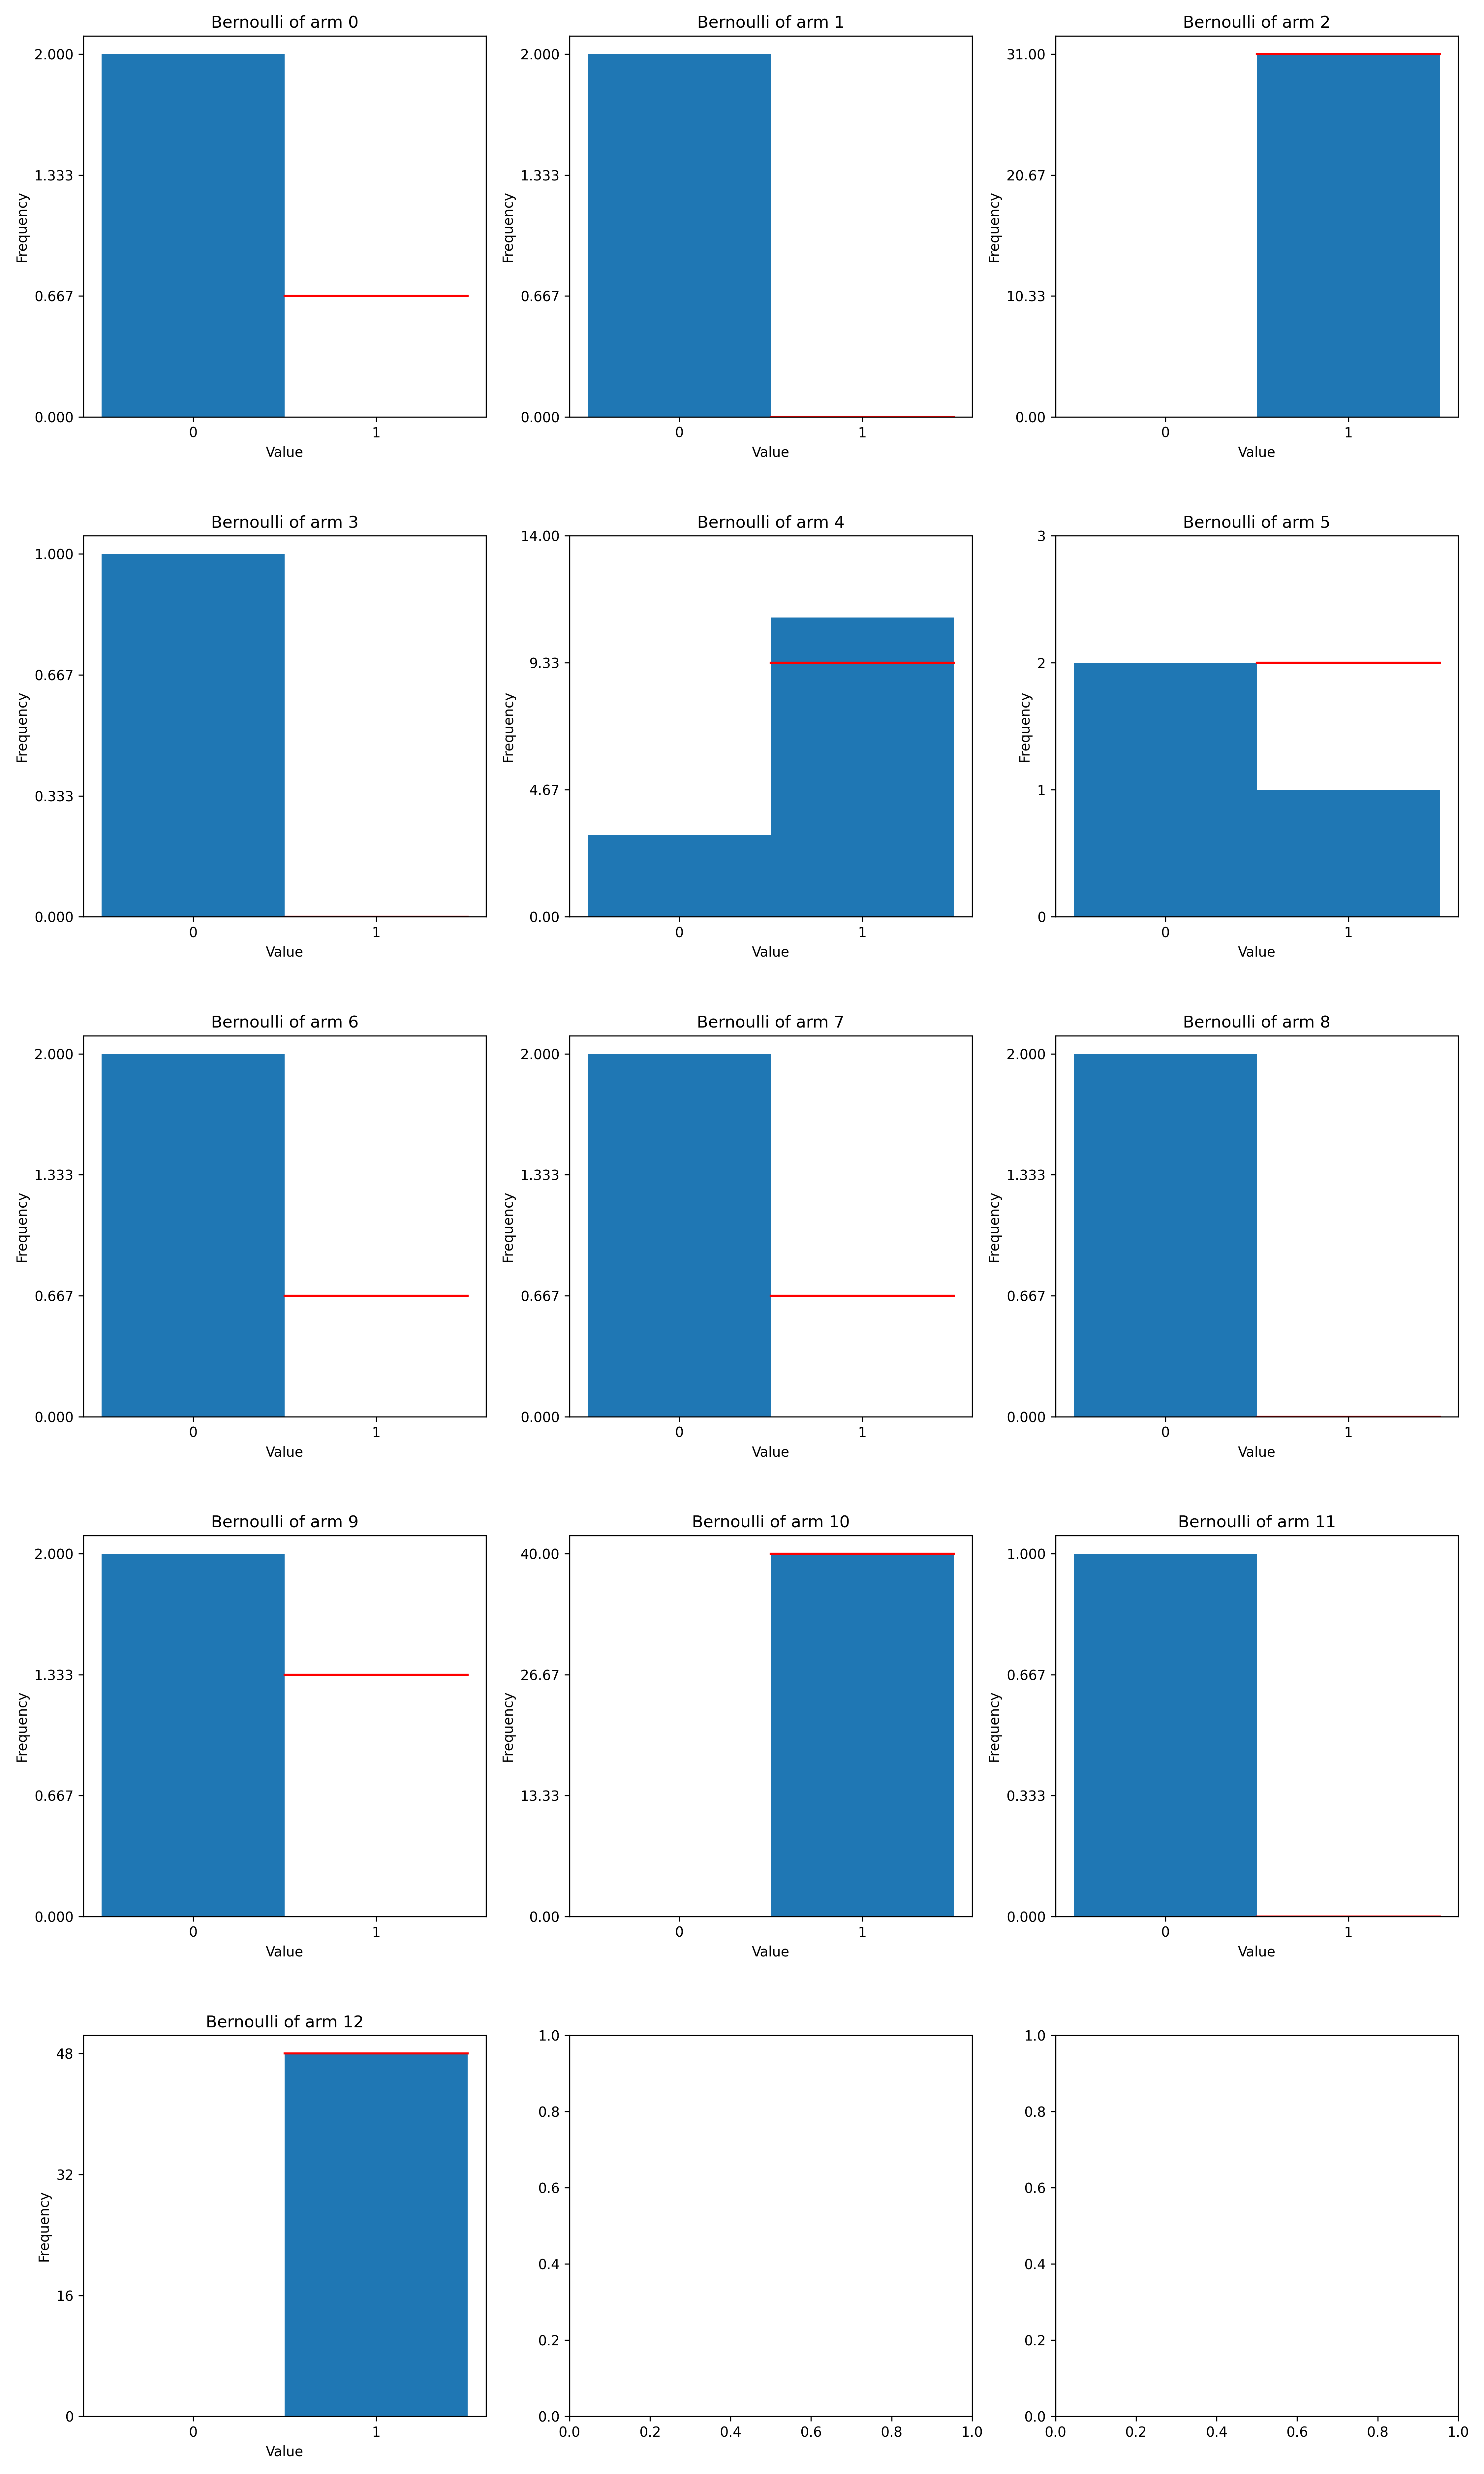 Bernoulli of arm 0
2.000
1.333
0.667
0.000
Frequency
0 1
Value
Bernoulli of arm 1
2.000
1.333
0.667
0.000
Frequency
0 1
Value
Bernoulli of arm 2
31.00
20.67
10.33
0.00
Frequency
0 1
Value
Bernoulli of arm 3
1.000
0.667
0.333
0.000
Frequency
0 1
Value
Bernoulli of arm 4
14.00
9.33
4.67
0.00
Frequency
0 1
Value
Bernoulli of arm 5
3
2
1
0
Frequency
0 1
Value
Bernoulli of arm 6
2.000
1.333
0.667
0.000
Frequency
0 1
Value
Bernoulli of arm 7
2.000
1.333
0.667
0.000
Frequency
0 1
Value
Bernoulli of arm 8
2.000
1.333
0.667
0.000
Frequency
0 1
Value
Bernoulli of arm 9
2.000
1.333
0.667
0.000
Frequency
0 1
Value
Bernoulli of arm 10
40.00
26.67
13.33
0.00
Frequency
0 1
Value
Bernoulli of arm 11
1.000
0.667
0.333
0.000
Frequency
0 1
Value
Bernoulli of arm 12
48
32
16
0
Frequency
0 1
Value
1.0
0.8
0.6
0.4
0.2
0.0
0.0 0.2 0.4 0.6 0.8 1.0
1.0
0.8
0.6
0.4
0.2
0.0
0.0 0.2 0.4 0.6 0.8 1.0